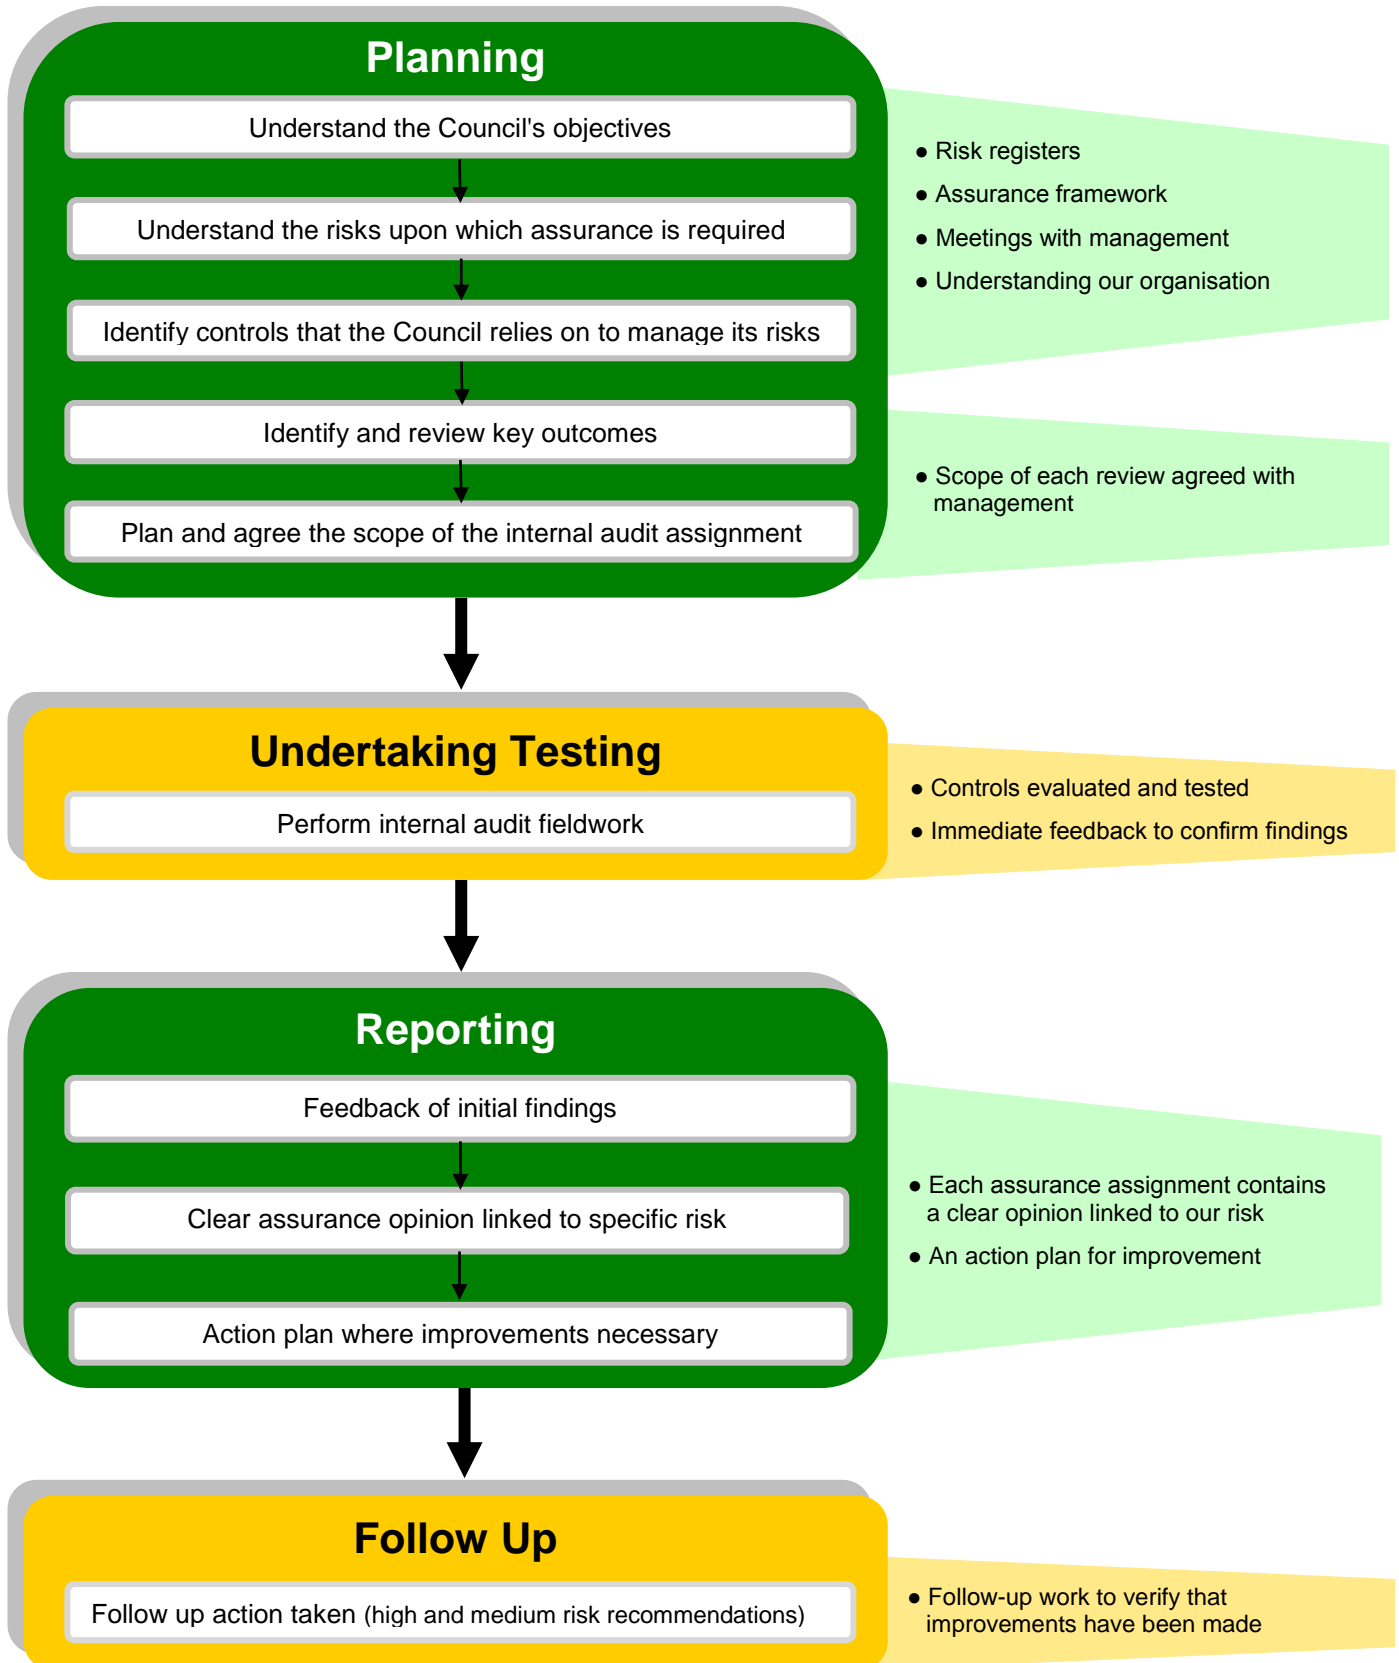 Planning
Understand the Council's objectives
Understand the risks upon which assurance is required
Identify controls that the Council relies on to manage its risks
Identify and review key outcomes
Plan and agree the scope of the internal audit assignment
● Risk registers
● Assurance framework
● Meetings with management
● Understanding our organisation
● Scope of each review agreed with
management
Undertaking Testing
Perform internal audit fieldwork
● Controls evaluated and tested
● Immediate feedback to confirm findings
Reporting
Feedback of initial findings
Clear assurance opinion linked to specific risk
Action plan where improvements necessary
● Each assurance assignment contains
a clear opinion linked to our risk
● An action plan for improvement
Follow Up
Follow up action taken (high and medium risk recommendations)
● Follow-up work to verify that
improvements have been made